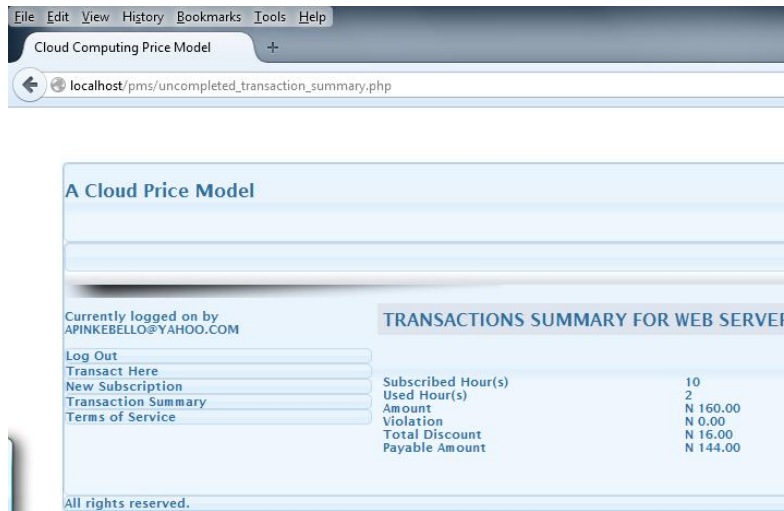 File Edit View History Bookmarks Tools Help
Cloud Computing Price Model +
localhost/pms/uncompleted_transaction_summary.php
A Cloud Price Model
Currently logged on by
APINKEBELLO@YAHOO.COM
Log Out
Transact Here
New Subscription
Transaction Summary
Terms of Service
TRANSACTIONS SUMMARY FOR WEB SERVER
Subscribed Hour(s) 10
Used Hour(s) 2
Amount N 160.00
Violation N 0.00
Total Discount N 16.00
Payable Amount N 144.00
All rights reserved.